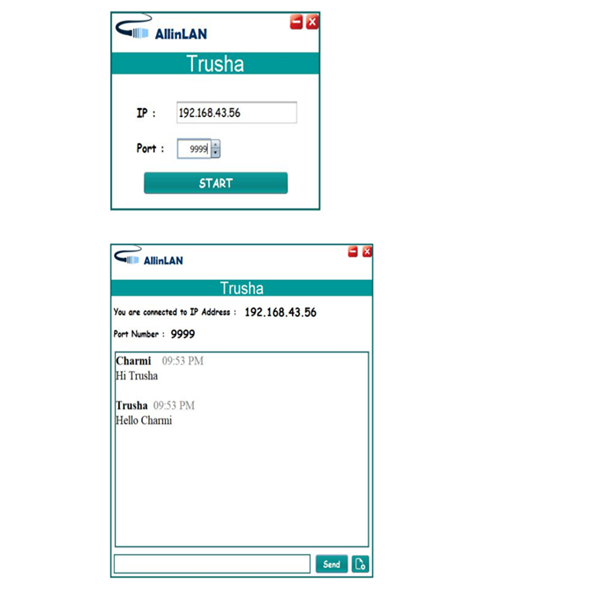 AllinLAN
Trusha
IP : 192.168.43.56
Port : 9999
START
AllinLAN
Trusha
You are connected to IP Address : 192.168.43.56
Port Number : 9999
Charmi 09:53 PM
Hi Trusha
Trusha 09:53 PM
Hello Charmi
Send